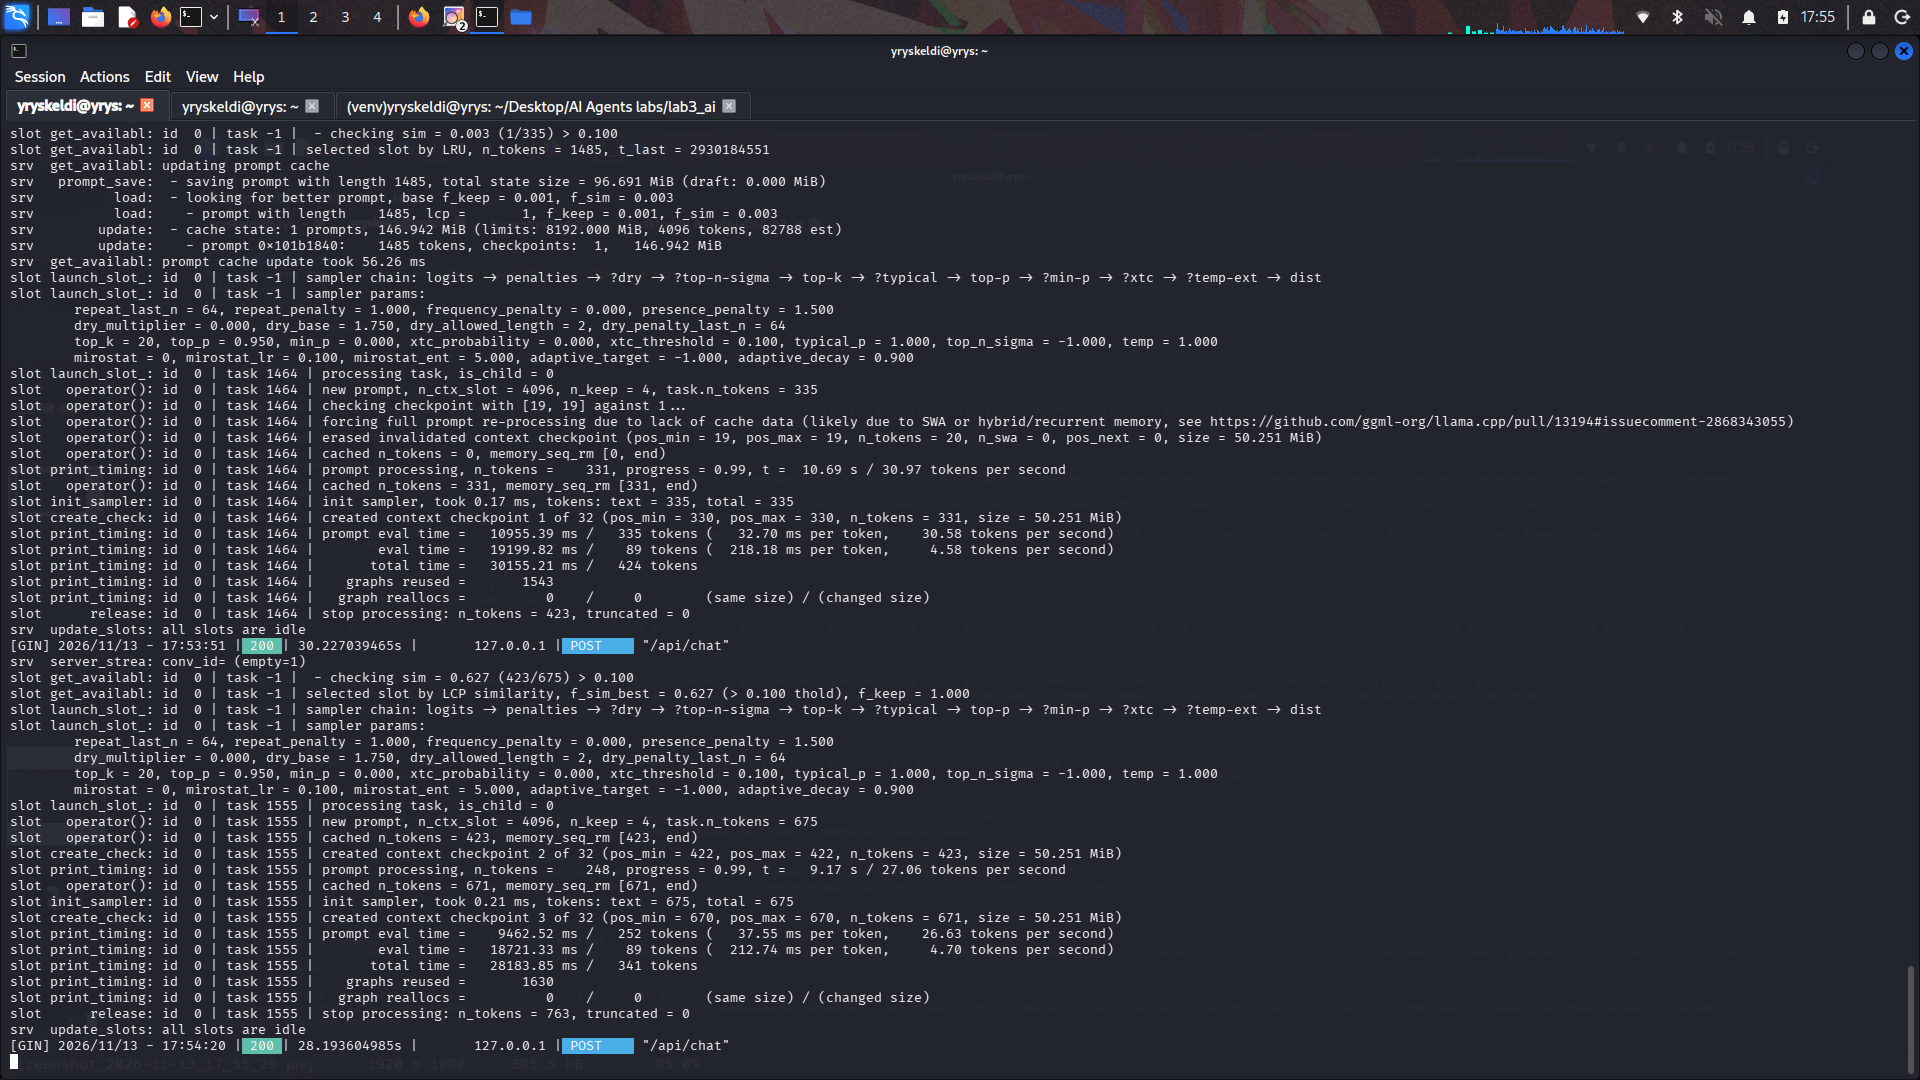 1 2 3 4 2 17:55
yryskeldi@yrys: ~
Session Actions Edit View Help
yryskeldi@yrys: ~ yryskeldi@yrys: ~ (venv)yryskeldi@yrys: ~/Desktop/AI Agents labs/lab3_ai
slot get_availabl: id  0 | task -1 |  - checking sim = 0.003 (1/335) > 0.100
slot get_availabl: id  0 | task -1 | selected slot by LRU, n_tokens = 1485, t_last = 2930184551
srv  get_availabl: updating prompt cache
srv   prompt_save:  - saving prompt with length 1485, total state size = 96.691 MiB (draft: 0.000 MiB)
srv          load:  - looking for better prompt, base f_keep = 0.001, f_sim = 0.003
srv          load:    - prompt with length    1485, lcp =       1, f_keep = 0.001, f_sim = 0.003
srv        update:  - cache state: 1 prompts, 146.942 MiB (limits: 8192.000 MiB, 4096 tokens, 82788 est)
srv        update:    - prompt 0x101b1840:    1485 tokens, checkpoints:  1,   146.942 MiB
srv  get_availabl: prompt cache update took 56.26 ms
slot launch_slot_: id  0 | task -1 | sampler chain: logits -> penalties -> ?dry -> ?top-n-sigma -> top-k -> ?typical -> top-p -> ?min-p -> ?xtc -> ?temp-ext -> dist
slot launch_slot_: id  0 | task -1 | sampler params:
        repeat_last_n = 64, repeat_penalty = 1.000, frequency_penalty = 0.000, presence_penalty = 1.500
        dry_multiplier = 0.000, dry_base = 1.750, dry_allowed_length = 2, dry_penalty_last_n = 64
        top_k = 20, top_p = 0.950, min_p = 0.000, xtc_probability = 0.000, xtc_threshold = 0.100, typical_p = 1.000, top_n_sigma = -1.000, temp = 1.000
        mirostat = 0, mirostat_lr = 0.100, mirostat_ent = 5.000, adaptive_target = -1.000, adaptive_decay = 0.900
slot launch_slot_: id  0 | task 1464 | processing task, is_child = 0
slot   operator(): id  0 | task 1464 | new prompt, n_ctx_slot = 4096, n_keep = 4, task.n_tokens = 335
slot   operator(): id  0 | task 1464 | checking checkpoint with [19, 19] against 1...
slot   operator(): id  0 | task 1464 | forcing full prompt re-processing due to lack of cache data (likely due to SWA or hybrid/recurrent memory, see https://github.com/ggml-org/llama.cpp/pull/13194#issuecomment-2868343055)
slot   operator(): id  0 | task 1464 | erased invalidated context checkpoint (pos_min = 19, pos_max = 19, n_tokens = 20, n_swa = 0, pos_next = 0, size = 50.251 MiB)
slot   operator(): id  0 | task 1464 | cached n_tokens = 0, memory_seq_rm [0, end)
slot print_timing: id  0 | task 1464 | prompt processing, n_tokens =    331, progress = 0.99, t =  10.69 s / 30.97 tokens per second
slot   operator(): id  0 | task 1464 | cached n_tokens = 331, memory_seq_rm [331, end)
slot init_sampler: id  0 | task 1464 | init sampler, took 0.17 ms, tokens: text = 335, total = 335
slot create_check: id  0 | task 1464 | created context checkpoint 1 of 32 (pos_min = 330, pos_max = 330, n_tokens = 331, size = 50.251 MiB)
slot print_timing: id  0 | task 1464 | prompt eval time =   10955.39 ms /   335 tokens (   32.70 ms per token,    30.58 tokens per second)
slot print_timing: id  0 | task 1464 |        eval time =   19199.82 ms /    89 tokens (  218.18 ms per token,     4.58 tokens per second)
slot print_timing: id  0 | task 1464 |       total time =   30155.21 ms /   424 tokens
slot print_timing: id  0 | task 1464 |    graphs reused =       1543
slot print_timing: id  0 | task 1464 |   graph reallocs =          0    /     0        (same size) / (changed size)
slot      release: id  0 | task 1464 | stop processing: n_tokens = 423, truncated = 0
srv  update_slots: all slots are idle
[GIN] 2026/11/13 - 17:53:51 | 200 | 30.227039465s |       127.0.0.1 | POST     "/api/chat"
srv  server_strea: conv_id= (empty=1)
slot get_availabl: id  0 | task -1 |  - checking sim = 0.627 (423/675) > 0.100
slot get_availabl: id  0 | task -1 | selected slot by LCP similarity, f_sim_best = 0.627 (> 0.100 thold), f_keep = 1.000
slot launch_slot_: id  0 | task -1 | sampler chain: logits -> penalties -> ?dry -> ?top-n-sigma -> top-k -> ?typical -> top-p -> ?min-p -> ?xtc -> ?temp-ext -> dist
slot launch_slot_: id  0 | task -1 | sampler params:
        repeat_last_n = 64, repeat_penalty = 1.000, frequency_penalty = 0.000, presence_penalty = 1.500
        dry_multiplier = 0.000, dry_base = 1.750, dry_allowed_length = 2, dry_penalty_last_n = 64
        top_k = 20, top_p = 0.950, min_p = 0.000, xtc_probability = 0.000, xtc_threshold = 0.100, typical_p = 1.000, top_n_sigma = -1.000, temp = 1.000
        mirostat = 0, mirostat_lr = 0.100, mirostat_ent = 5.000, adaptive_target = -1.000, adaptive_decay = 0.900
slot launch_slot_: id  0 | task 1555 | processing task, is_child = 0
slot   operator(): id  0 | task 1555 | new prompt, n_ctx_slot = 4096, n_keep = 4, task.n_tokens = 675
slot   operator(): id  0 | task 1555 | cached n_tokens = 423, memory_seq_rm [423, end)
slot create_check: id  0 | task 1555 | created context checkpoint 2 of 32 (pos_min = 422, pos_max = 422, n_tokens = 423, size = 50.251 MiB)
slot print_timing: id  0 | task 1555 | prompt processing, n_tokens =    248, progress = 0.99, t =   9.17 s / 27.06 tokens per second
slot   operator(): id  0 | task 1555 | cached n_tokens = 671, memory_seq_rm [671, end)
slot init_sampler: id  0 | task 1555 | init sampler, took 0.21 ms, tokens: text = 675, total = 675
slot create_check: id  0 | task 1555 | created context checkpoint 3 of 32 (pos_min = 670, pos_max = 670, n_tokens = 671, size = 50.251 MiB)
slot print_timing: id  0 | task 1555 | prompt eval time =    9462.52 ms /   252 tokens (   37.55 ms per token,    26.63 tokens per second)
slot print_timing: id  0 | task 1555 |        eval time =   18721.33 ms /    89 tokens (  212.74 ms per token,     4.70 tokens per second)
slot print_timing: id  0 | task 1555 |       total time =   28183.85 ms /   341 tokens
slot print_timing: id  0 | task 1555 |    graphs reused =       1630
slot print_timing: id  0 | task 1555 |   graph reallocs =          0    /     0        (same size) / (changed size)
slot      release: id  0 | task 1555 | stop processing: n_tokens = 763, truncated = 0
srv  update_slots: all slots are idle
[GIN] 2026/11/13 - 17:54:20 | 200 | 28.193604985s |       127.0.0.1 | POST     "/api/chat"
creenshot_2026-11-13_17_55_28.png 1920 x 1080 385.5 kB 85.0%